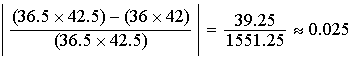 | (36.5 × 42.5) − (36 × 42) / (36.5 × 42.5) | = 39.25 / 1551.25 ≈ 0.025